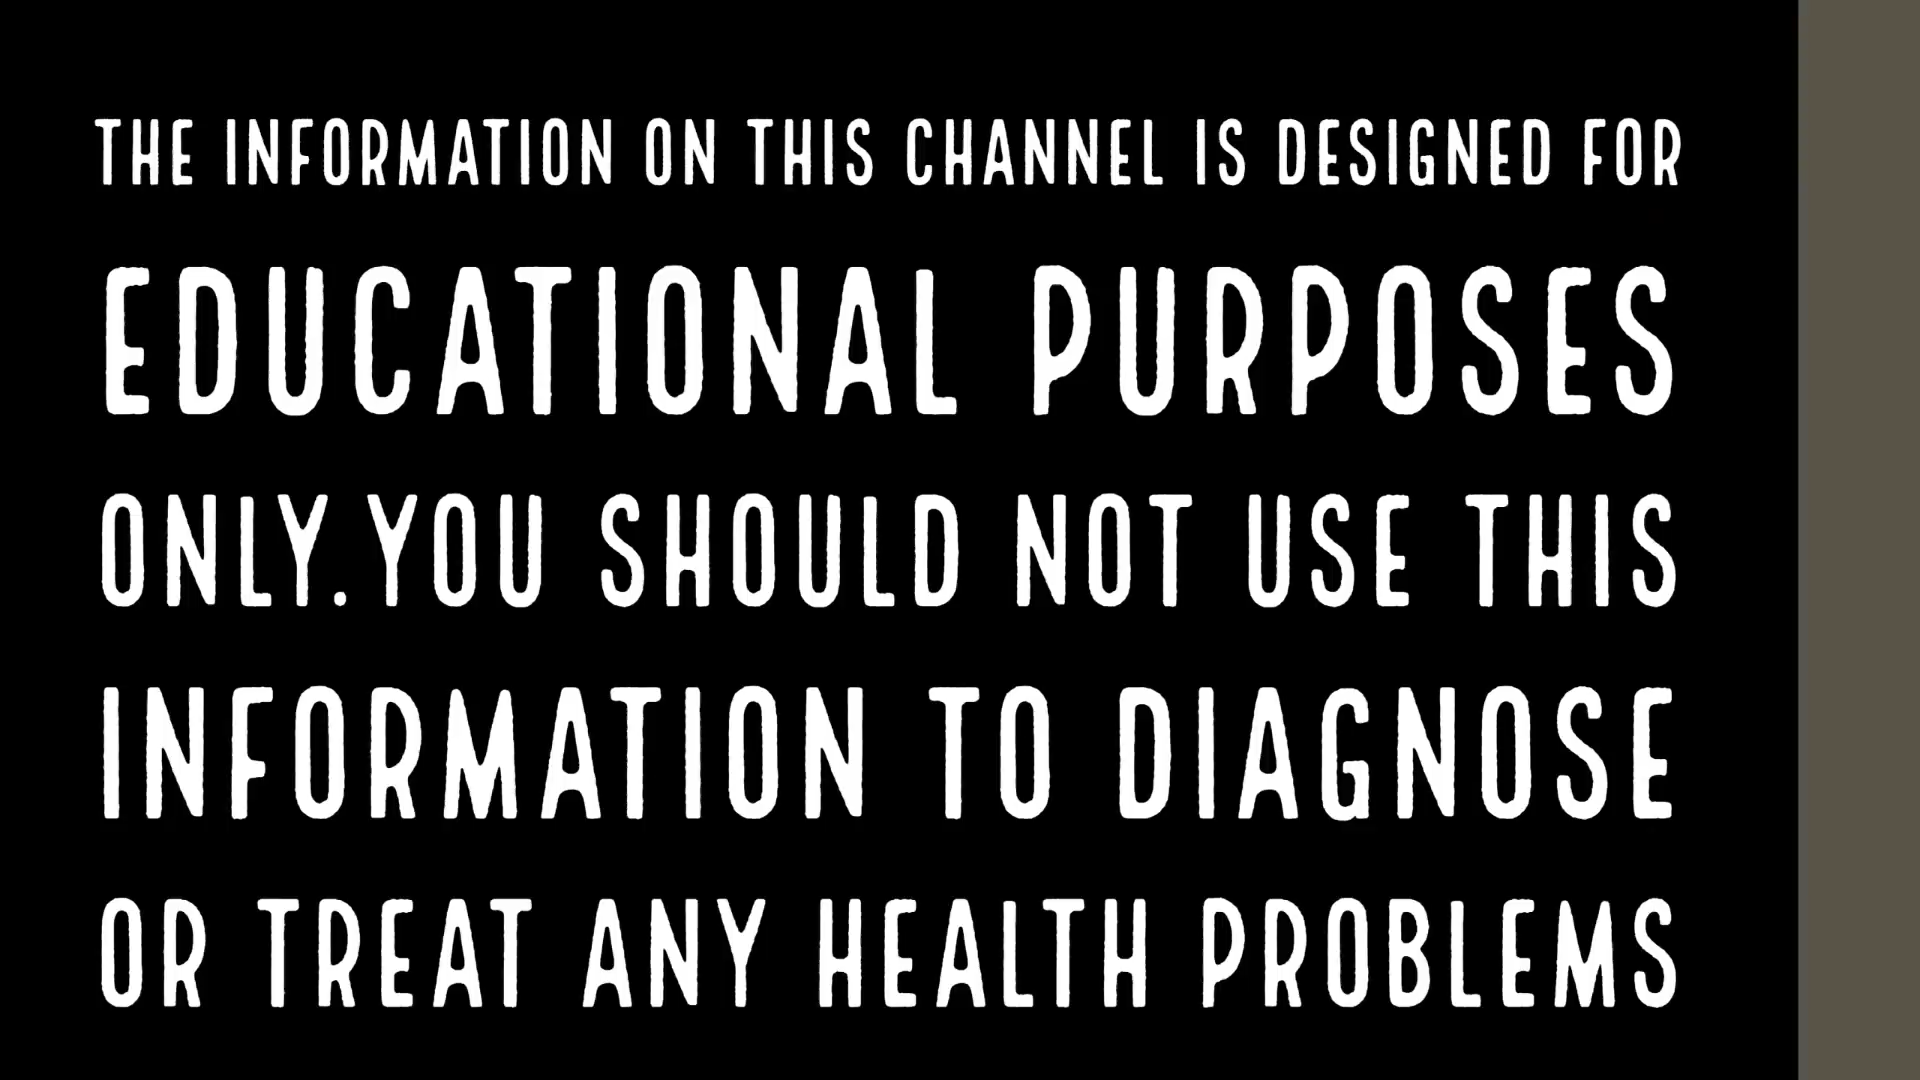 THE INFORMATION ON THIS CHANNEL IS DESIGNED FOR
EDUCATIONAL PURPOSES
ONLY.YOU SHOULD NOT USE THIS
INFORMATION TO DIAGNOSE
OR TREAT ANY HEALTH PROBLEMS